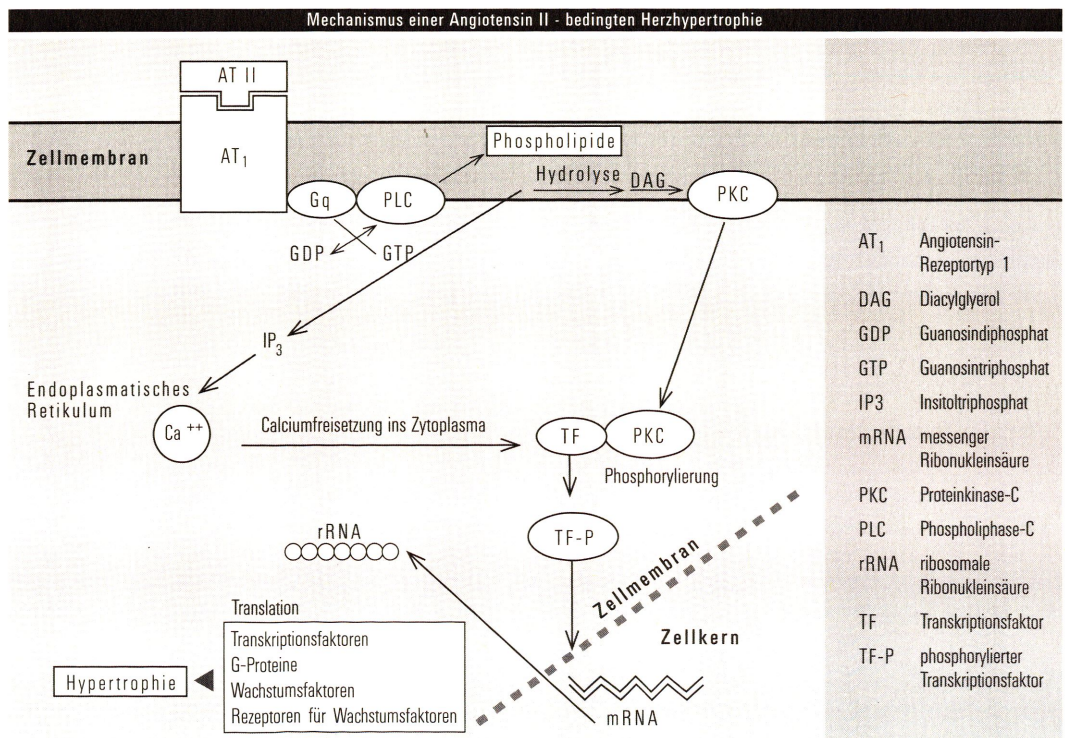 Mechanismus einer Angiotensin II - bedingten Herzhypertrophie
AT II
Zellmembran
AT1
Phospholipide
Hydrolyse
DAG
PKC
Gq
PLC
GDP
GTP
IP3
Endoplasmatisches
Retikulum
Ca ++
Calciumfreisetzung ins Zytoplasma
TF
PKC
Phosphorylierung
TF-P
rRNA
Zellmembran
Zellkern
mRNA
Translation
Transkriptionsfaktoren
G-Proteine
Wachstumsfaktoren
Rezeptoren für Wachstumsfaktoren
Hypertrophie
AT1 Angiotensin-
Rezeptortyp 1
DAG Diacylglyerol
GDP Guanosindiphosphat
GTP Guanosintriphosphat
IP3 Insitoltriphosphat
mRNA messenger
Ribonukleinsäure
PKC Proteinkinase-C
PLC Phospholiphase-C
rRNA ribosomale
Ribonukleinsäure
TF Transkriptionsfaktor
TF-P phosphorylierter
Transkriptionsfaktor